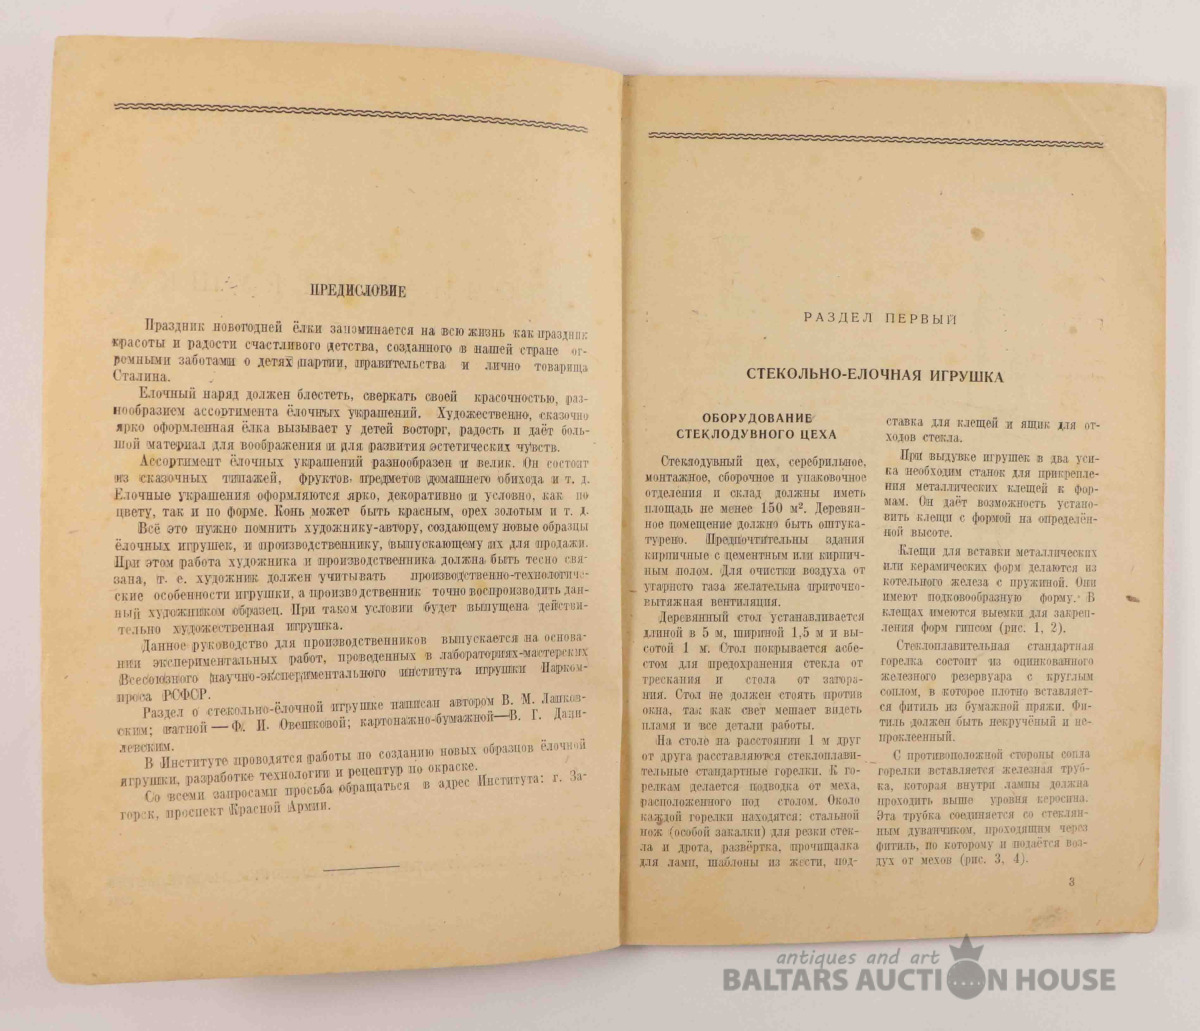 ПРЕДИСЛОВИЕ
Праздник новогодней ёлки запоминается на всю жизнь как праздник
красоты и радости счастливого детства, созданного в нашей стране ог-
ромными заботами о детях партии, правительства и лично товарища
Сталина.
Елочный наряд должен блестеть, сверкать своей красочностью, раз-
нообразием ассортимента ёлочных украшений. Художественно, сказочно
ярко оформленная ёлка вызывает у детей восторг, радость и даёт боль-
шой материал для воображения и для развития эстетических чувств.
Ассортимент ёлочных украшений разнообразен и велик. Он состоит
из сказочных типажей, фруктов предметов домашнего обихода и т. д.
Елочные украшения оформляются ярко, декоративно и условно, как по
цвету, так и по форме. Конь может быть красным, орех золотым и т. д.
Всё это нужно помнить художнику-автору, создающему новые образцы
ёлочных игрушек, и производственнику, выпускающему их для продажи.
При этом работа художника и производственника должна быть тесно свя-
зана, т. е. художник должен учитывать производственно-технологиче-
ские особенности игрушки, а производственник точно воспроизводить дан-
ный художником образец. При таком условии будет выпущена действи-
тельно художественная игрушка.
Данное руководство для производственников выпускается на основа-
нии экспериментальных работ, проведенных в лабораториях-мастерских
Всесоюзного научно-экспериментального института игрушки Нарком-
проса РСФСР.
Раздел о стекольно-ёлочной игрушке написан автором В. М. Лапков-
ским; ватной — Ф. И. Овешковой; картонажно-бумажной—В. Г. Дани-
левским.
В Институте проводятся работы по созданию новых образцов ёлочной
игрушки, разработке технологии и рецептур по окраске.
Со всеми запросами просьба обращаться в адрес Института: г. За-
горск, проспект Красной Армии.
РАЗДЕЛ ПЕРВЫЙ
СТЕКОЛЬНО-ЕЛОЧНАЯ ИГРУШКА
ОБОРУДОВАНИЕ
СТЕКЛОДУВНОГО ЦЕХА
Стеклодувный цех, серебрильное,
монтажное, сборочное и упаковочное
отделения и склад должны иметь
площадь не менее 150 м². Деревян-
ное помещение должно быть оштука-
турено. Предпочтительны здания
кирпичные с цементным или кирпич-
ным полом. Для очистки воздуха от
угарного газа желательна приточно-
вытяжная вентиляция.
Деревянный стол устанавливается
длиной в 5 м, шириной 1,5 м и вы-
сотой 1 м. Стол покрывается асбе-
стом для предохранения стекла от
трескания и стола от загора-
ния. Стол не должен стоять против
окна, так как свет мешает видеть
пламя и все детали работы.
На столе на расстоянии 1 м друг
от друга расставляются стеклоплави-
тельные стандартные горелки. К го-
релкам делается подводка от меха,
расположенного под столом. Около
каждой горелки находятся: стальной
нож (особой закалки) для резки стек-
ла и дрота, развёртка, прочищалка
для ламп, шаблоны из жести, под-
ставка для клещей и ящик для от-
ходов стекла.
При выдувке игрушек в два уси-
ка необходим станок для прикрепле-
ния металлических клещей к фор-
мам. Он даёт возможность устано-
вить клещи с формой на определён-
ной высоте.
Клещи для вставки металлических
или керамических форм делаются из
котельного железа с пружиной. Они
имеют подковообразную форму. В
клещах имеются выемки для закреп-
ления форм гипсом (рис. 1, 2).
Стеклоплавительная стандартная
горелка состоит из оцинкованного
железного резервуара с круглым
соплом, в которое плотно вставляет-
ся фитиль из бумажной пряжи. Фи-
тиль должен быть некручёный и не-
проклеенный.
С противоположной стороны сопла
горелки вставляется железная труб-
ка, которая внутри лампы должна
проходить выше уровня керосина.
Эта трубка соединяется со стеклян-
ным дувачиком, проходящим через
фитиль, по которому и подаётся воз-
дух от мехов (рис. 3, 4).
3
antiques and art
BALTARS AUCTION HOUSE